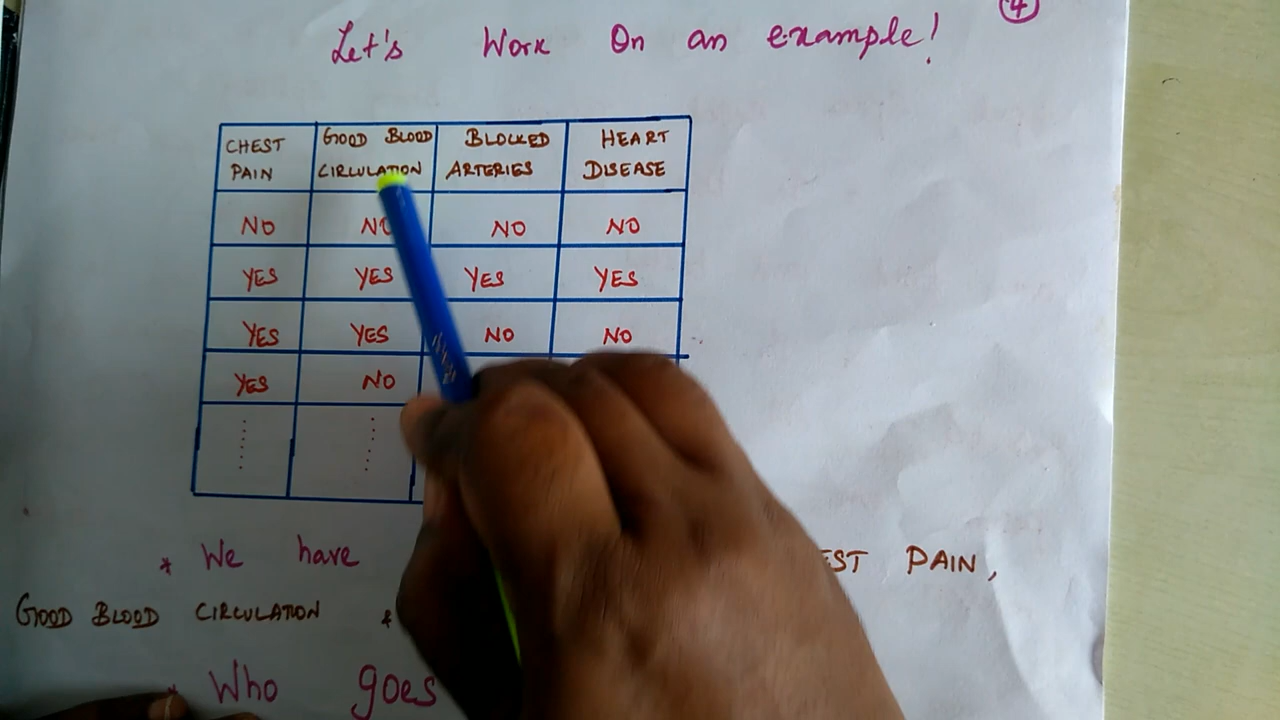 4
Let's Work On an example!
CHEST PAIN GOOD BLOOD CIRCULATION BLOCKED ARTERIES HEART DISEASE
NO NO NO NO
YES YES YES YES
YES YES NO NO
YES NO
* We have PAIN,
GOOD BLOOD CIRCULATION
* Who goes